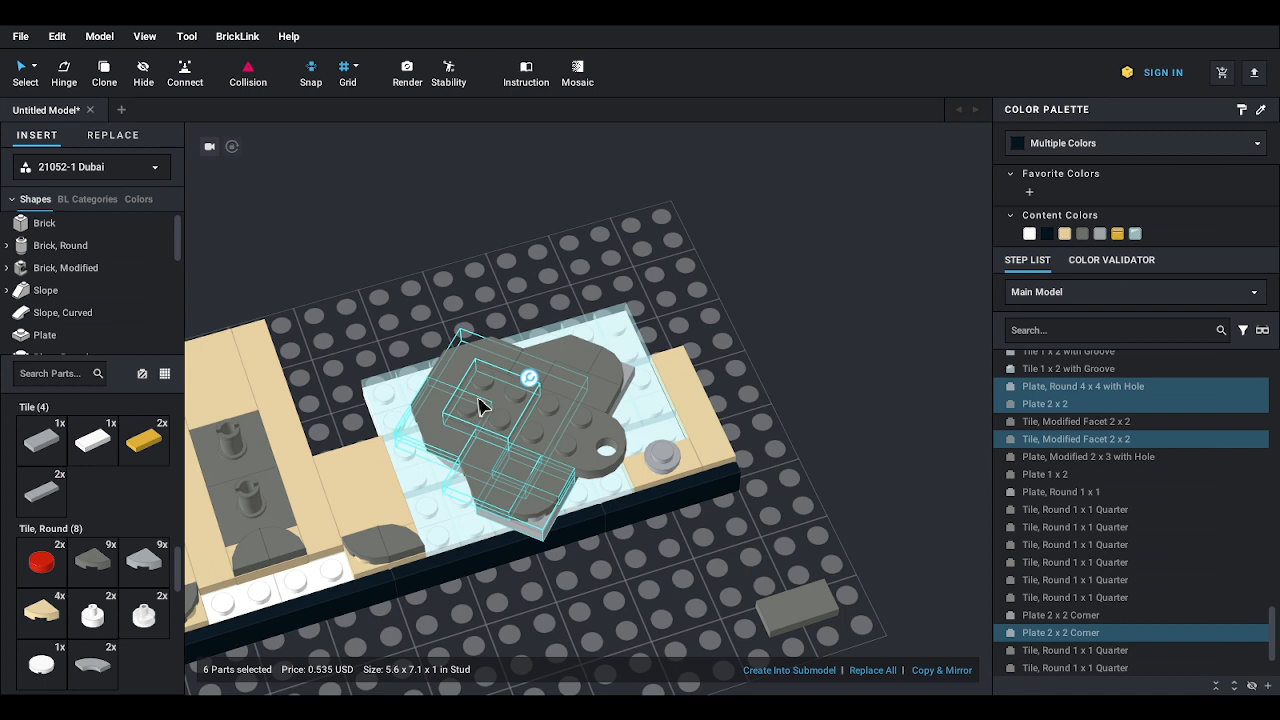 File Edit Model View Tool BrickLink Help
Select Hinge Clone Hide Connect Collision Snap Grid Render Stability Instruction Mosaic SIGN IN
Untitled Model*
COLOR PALETTE
INSERT REPLACE
Multiple Colors
21052-1 Dubai
Favorite Colors
Shapes BL Categories Colors
Content Colors
Brick
Brick, Round
Brick, Modified
Slope
Slope, Curved
Plate
STEP LIST COLOR VALIDATOR
Main Model
Search...
Tile 1 x 2 with Groove
Tile 1 x 2 with Groove
Plate, Round 4 x 4 with Hole
Plate 2 x 2
Tile, Modified Facet 2 x 2
Tile, Modified Facet 2 x 2
Plate, Modified 2 x 3 with Hole
Plate 1 x 2
Plate, Round 1 x 1
Tile, Round 1 x 1 Quarter
Tile, Round 1 x 1 Quarter
Tile, Round 1 x 1 Quarter
Tile, Round 1 x 1 Quarter
Tile, Round 1 x 1 Quarter
Tile, Round 1 x 1 Quarter
Plate 2 x 2 Corner
Plate 2 x 2 Corner
Tile, Round 1 x 1 Quarter
Tile, Round 1 x 1 Quarter
Search Parts...
Tile (4)
1x 1x 2x
2x
Tile, Round (8)
2x 9x 9x
4x 2x 2x
1x 2x
6 Parts selected Price: 0.535 USD Size: 5.6 x 7.1 x 1 in Stud
Create Into Submodel | Replace All | Copy & Mirror